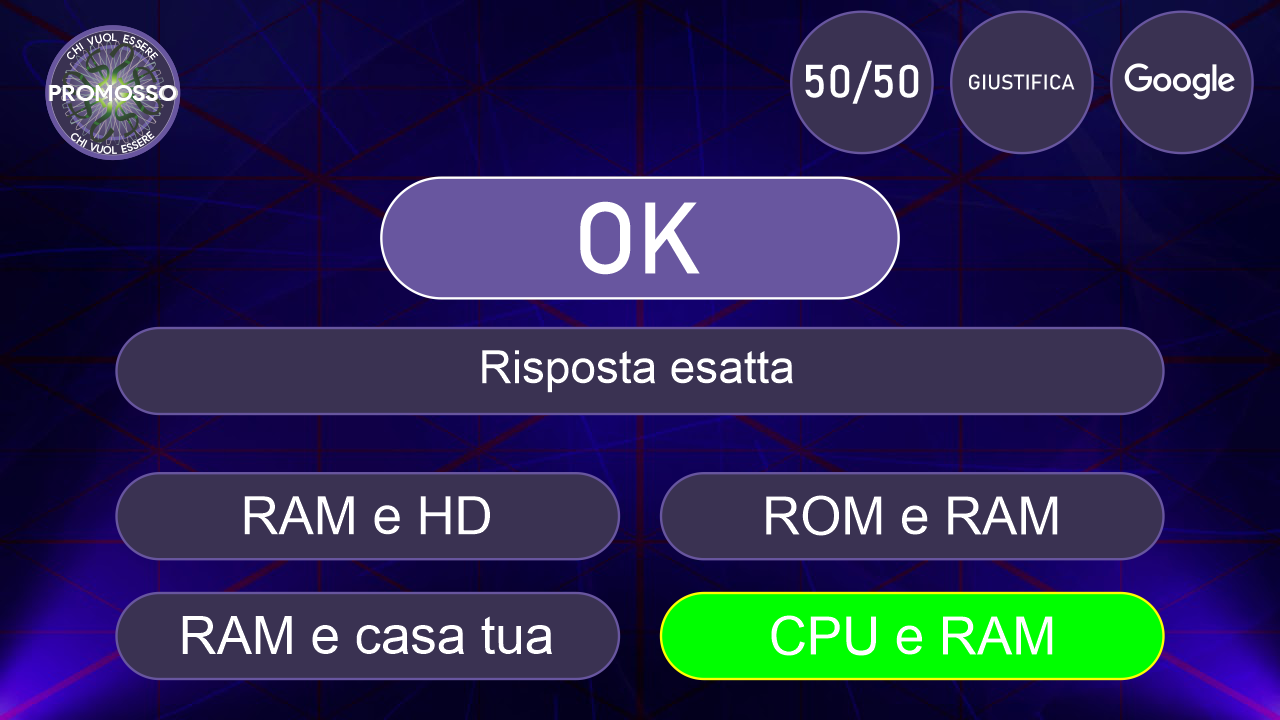 CHI VUOL ESSERE
PROMOSSO
CHI VUOL ESSERE
50/50
GIUSTIFICA
Google
OK
Risposta esatta
RAM e HD
ROM e RAM
RAM e casa tua
CPU e RAM